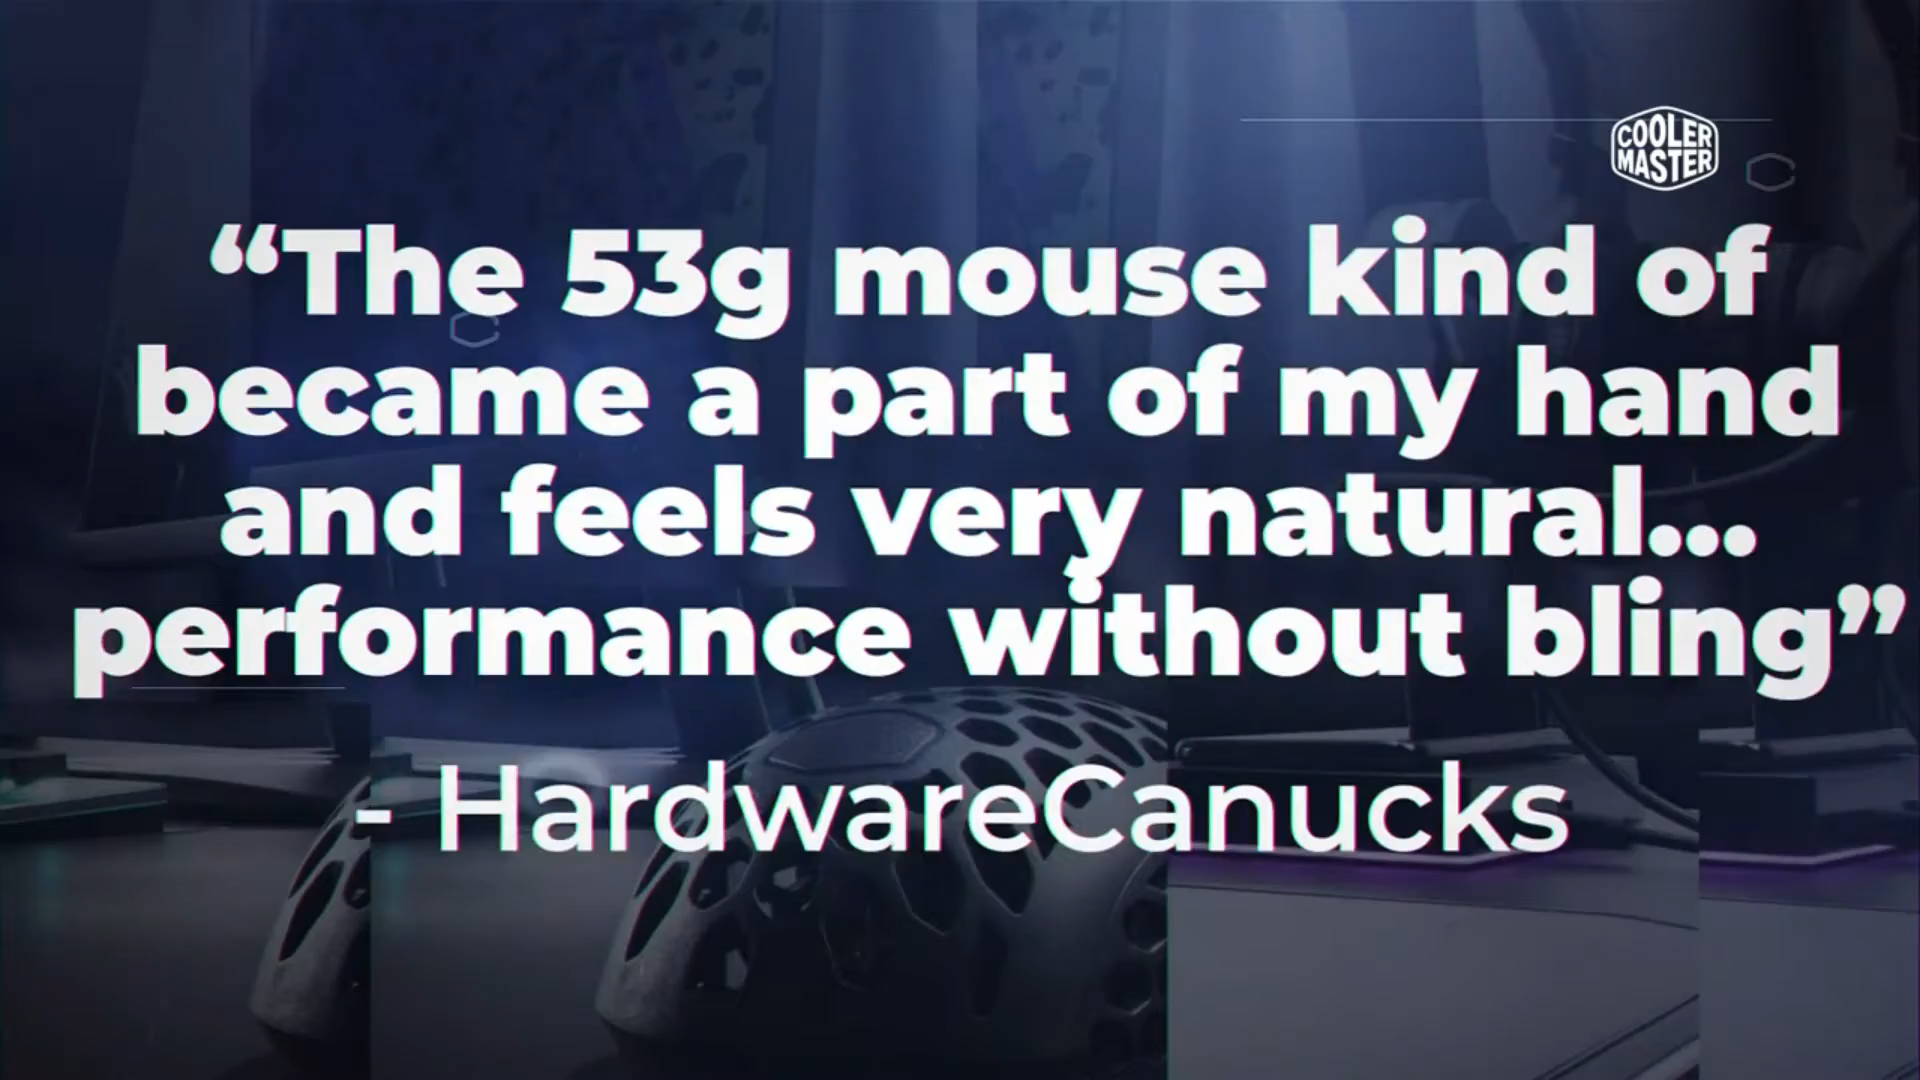 COOLER
MASTER
“The 53g mouse kind of
became a part of my hand
and feels very natural...
performance without bling”
- HardwareCanucks